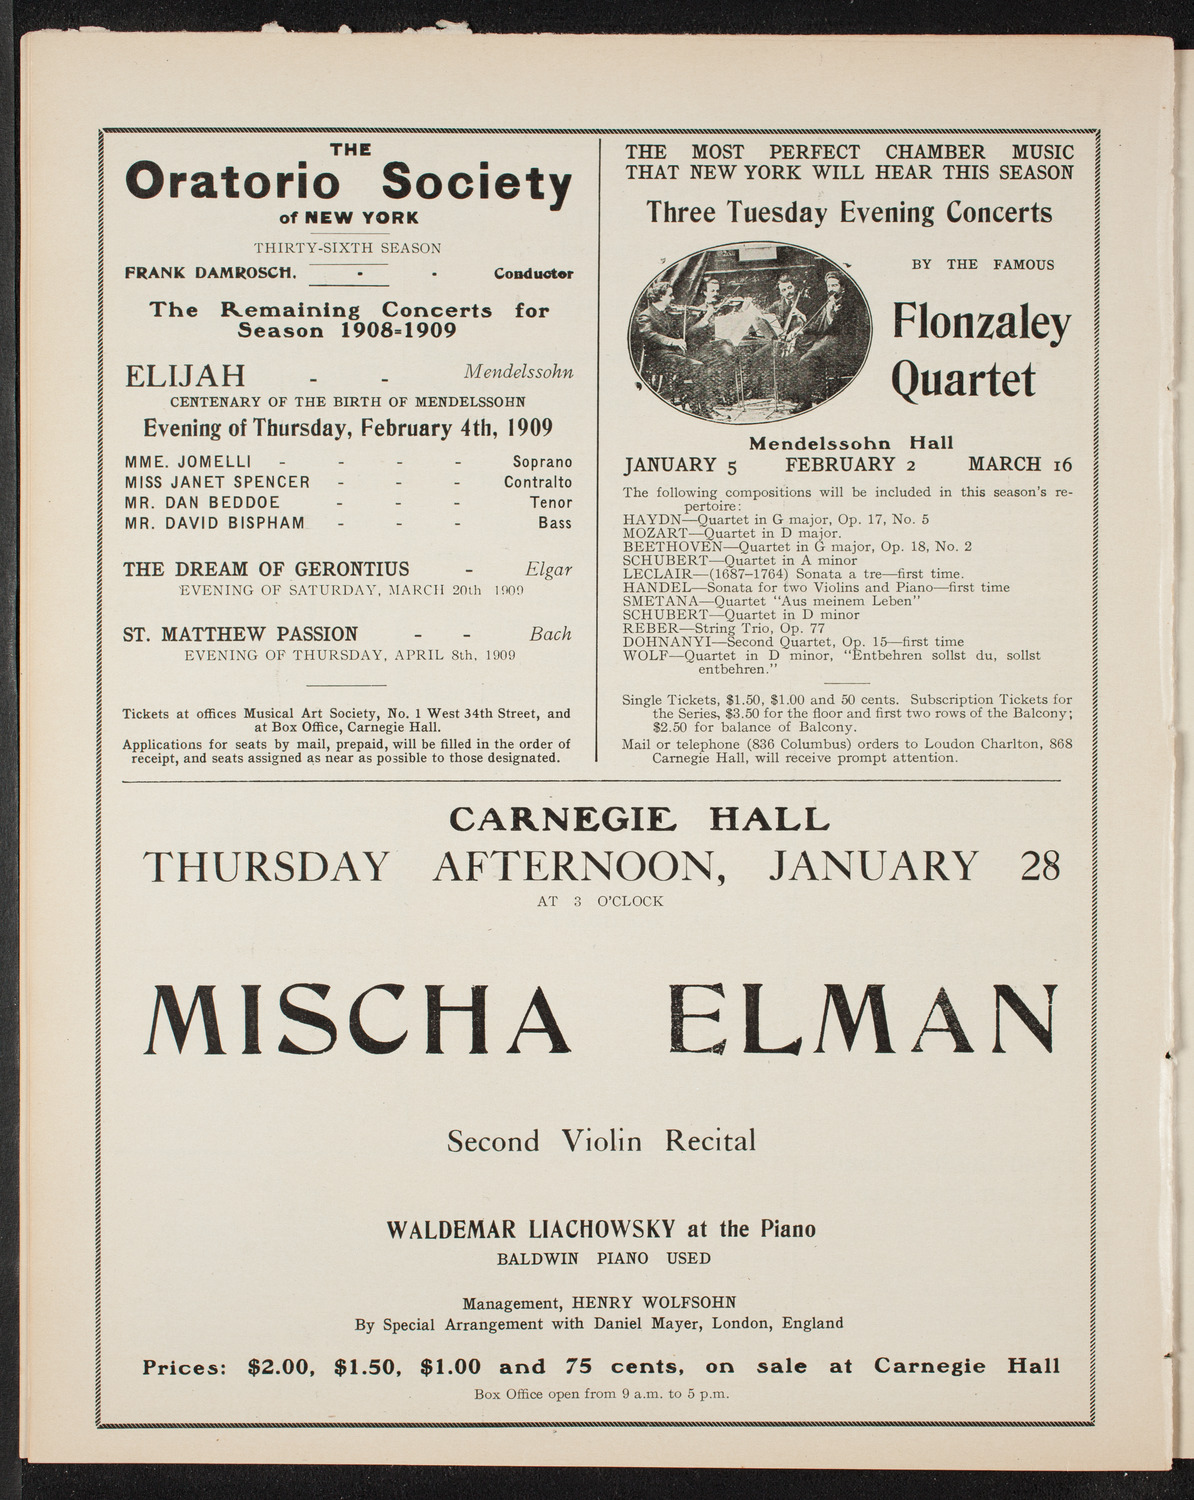 THE
Oratorio Society
of NEW YORK
THIRTY-SIXTH SEASON
FRANK DAMROSCH, - - Conductor
The Remaining Concerts for
Season 1908=1909
ELIJAH - - Mendelssohn
CENTENARY OF THE BIRTH OF MENDELSSOHN
Evening of Thursday, February 4th, 1909
MME. JOMELLI - - - - Soprano
MISS JANET SPENCER - - - Contralto
MR. DAN BEDDOE - - - Tenor
MR. DAVID BISPHAM - - - Bass
THE DREAM OF GERONTIUS - Elgar
EVENING OF SATURDAY, MARCH 20th 1909
ST. MATTHEW PASSION - - Bach
EVENING OF THURSDAY, APRIL 8th, 1909
Tickets at offices Musical Art Society, No. 1 West 34th Street, and
at Box Office, Carnegie Hall.
Applications for seats by mail, prepaid, will be filled in the order of
receipt, and seats assigned as near as possible to those designated.
THE MOST PERFECT CHAMBER MUSIC
THAT NEW YORK WILL HEAR THIS SEASON
Three Tuesday Evening Concerts
BY THE FAMOUS
Flonzaley
Quartet
Mendelssohn Hall
JANUARY 5 FEBRUARY 2 MARCH 16
The following compositions will be included in this season's re-
pertoire:
HAYDN—Quartet in G major, Op. 17, No. 5
MOZART—Quartet in D major.
BEETHOVEN—Quartet in G major, Op. 18, No. 2
SCHUBERT—Quartet in A minor
LECLAIR—(1687-1764) Sonata a tre—first time.
HANDEL—Sonata for two Violins and Piano—first time
SMETANA—Quartet "Aus meinem Leben"
SCHUBERT—Quartet in D minor
REBER—String Trio, Op. 77
DOHNANYI—Second Quartet, Op. 15—first time
WOLF—Quartet in D minor, "Entbehren sollst du, sollst
entbehren."
Single Tickets, $1.50, $1.00 and 50 cents. Subscription Tickets for
the Series, $3.50 for the floor and first two rows of the Balcony;
$2.50 for balance of Balcony.
Mail or telephone (836 Columbus) orders to Loudon Charlton, 868
Carnegie Hall, will receive prompt attention.
CARNEGIE HALL
THURSDAY AFTERNOON, JANUARY 28
AT 3 O'CLOCK
MISCHA ELMAN
Second Violin Recital
WALDEMAR LIACHOWSKY at the Piano
BALDWIN PIANO USED
Management, HENRY WOLFSOHN
By Special Arrangement with Daniel Mayer, London, England
Prices: $2.00, $1.50, $1.00 and 75 cents, on sale at Carnegie Hall
Box Office open from 9 a.m. to 5 p.m.